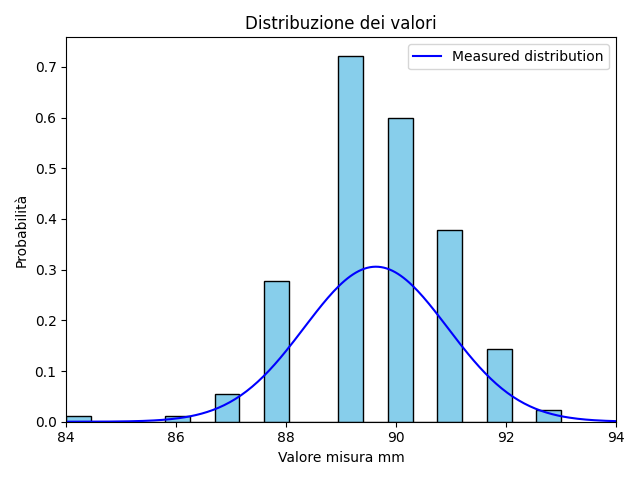 Distribuzione dei valori
Measured distribution
Probabilità
0.7
0.6
0.5
0.4
0.3
0.2
0.1
0.0
84 86 88 90 92 94
Valore misura mm